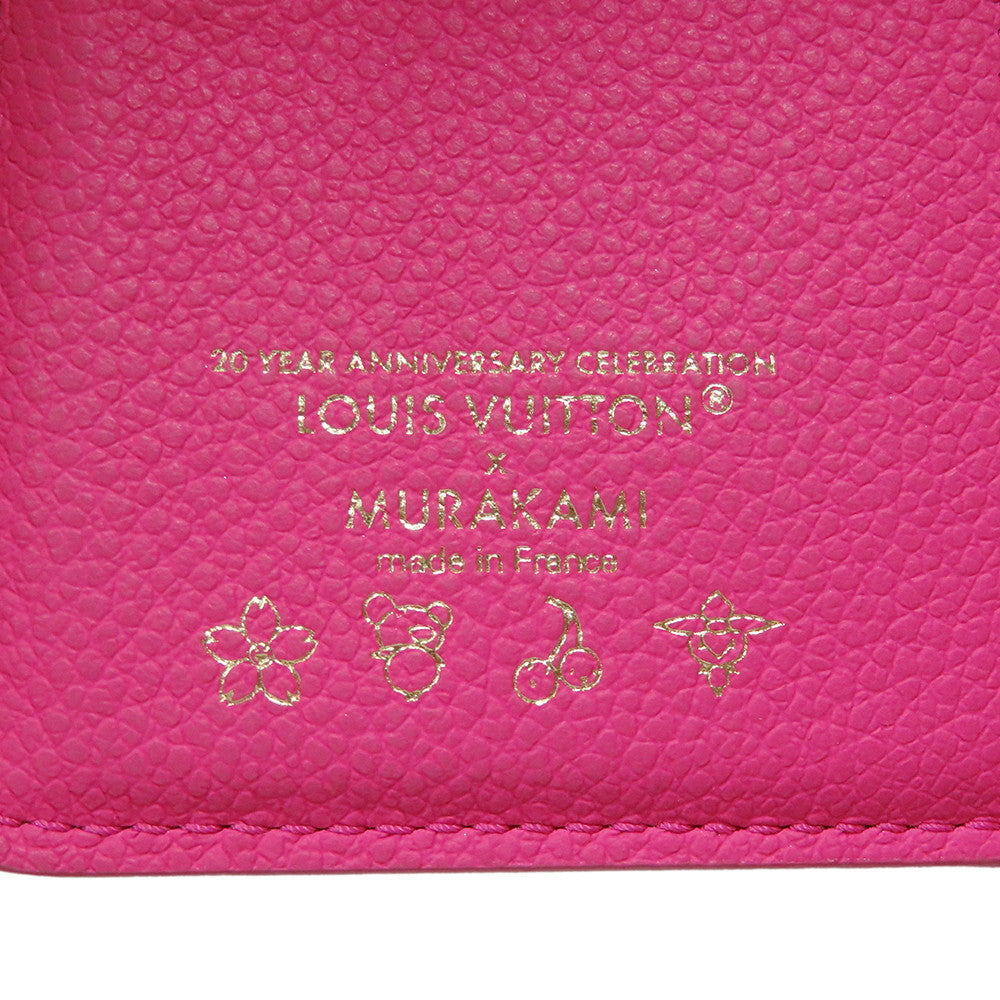 20 YEAR ANNIVERSARY CELEBRATION
LOUIS VUITTON®
x
MURAKAMI
made in France